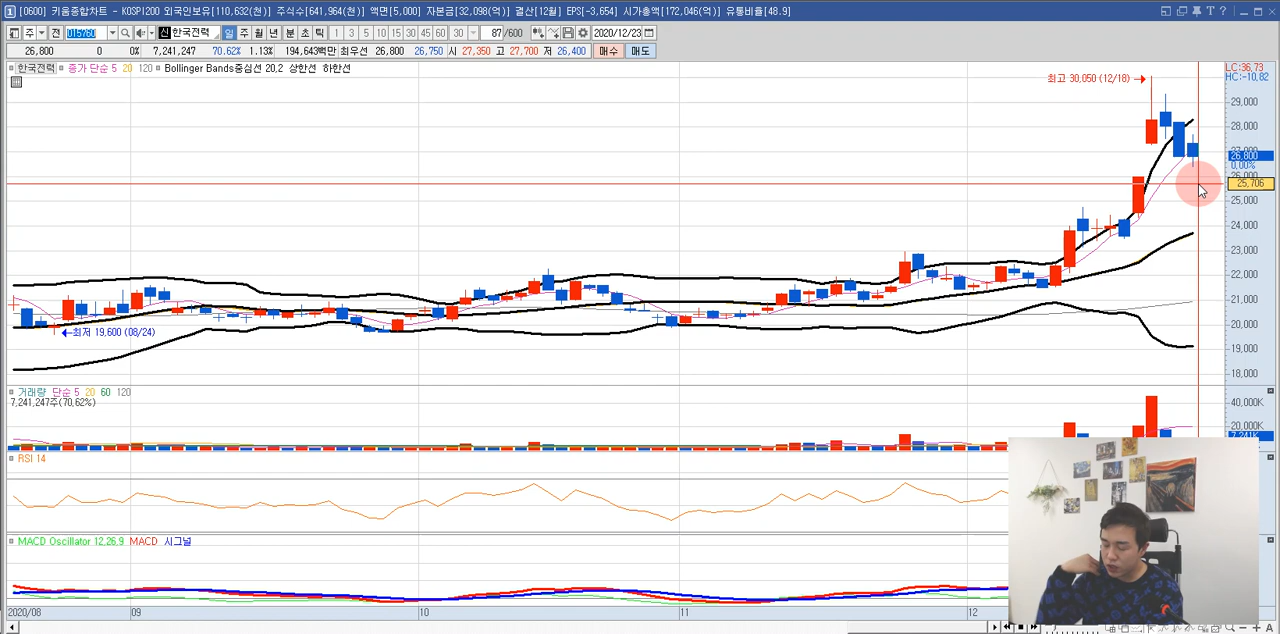 [0600] 키움종합차트 - KOSPI200 외국인보유[110,632(천)] 주식수[641,964(천)] 액면[5,000] 자본금[32,098(억)] 결산[12월] EPS[-3,654] 시가총액[172,046(억)] 유통비율[48.9]
주 전 015760 신 한국전력 일 주 월 년 분 초 틱 1 3 5 10 15 30 45 60 30 87 /600 2020/12/23
26,800 0 0% 7,241,247 70.62% 1.13% 194,643백만 최우선 26,800 26,750 시 27,350 고 27,700 저 26,400 매수 매도
한국전력 종가 단순 5 20 120 Bollinger Bands중심선 20,2 상한선 하한선
LC:36,73
HC:-10,82
최고 30,050 (12/18)
29,000
28,000
27,000
26,800
0.00%
26,000
25,706
25,000
24,000
23,000
22,000
21,000
20,000
19,000
18,000
최저 19,600 (08/24)
거래량 단순 5 20 60 120
7,241,247주(70,62%)
40,000K
20,000K
7,241K
RSI 14
MACD Oscillator 12,26,9 MACD 시그널
2020/08 09 10 11 12